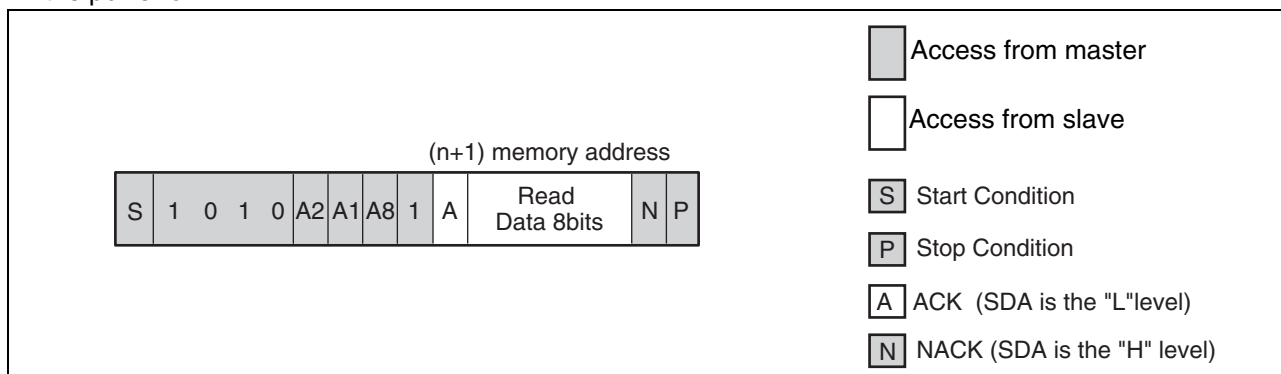 (n+1) memory address
S 1 0 1 0 A2 A1 A8 1 A Read Data 8bits N P
Access from master
Access from slave
S Start Condition
P Stop Condition
A ACK (SDA is the "L"level)
N NACK (SDA is the "H" level)